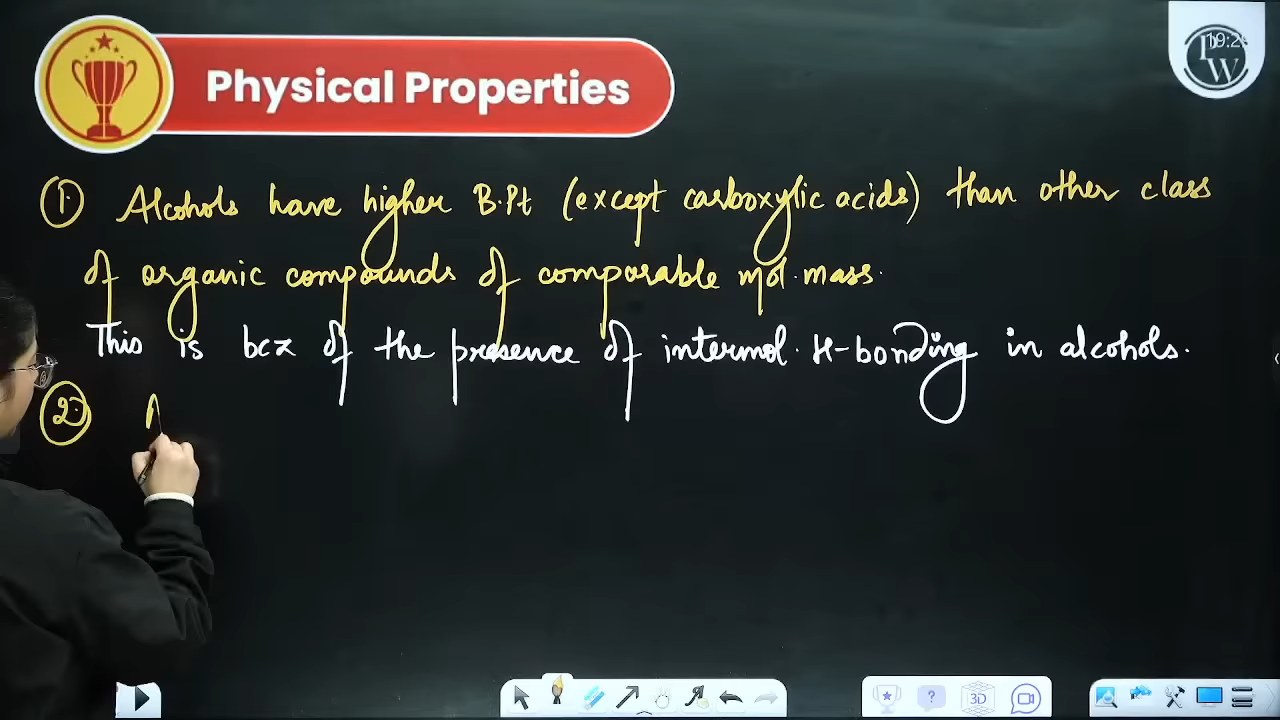 Physical Properties
① Alcohols have higher B.Pt (except carboxylic acids) than other class
of organic compounds of comparable mol. mass.
This is bcz of the presence of intermol. H-bonding in alcohols.
②
3D